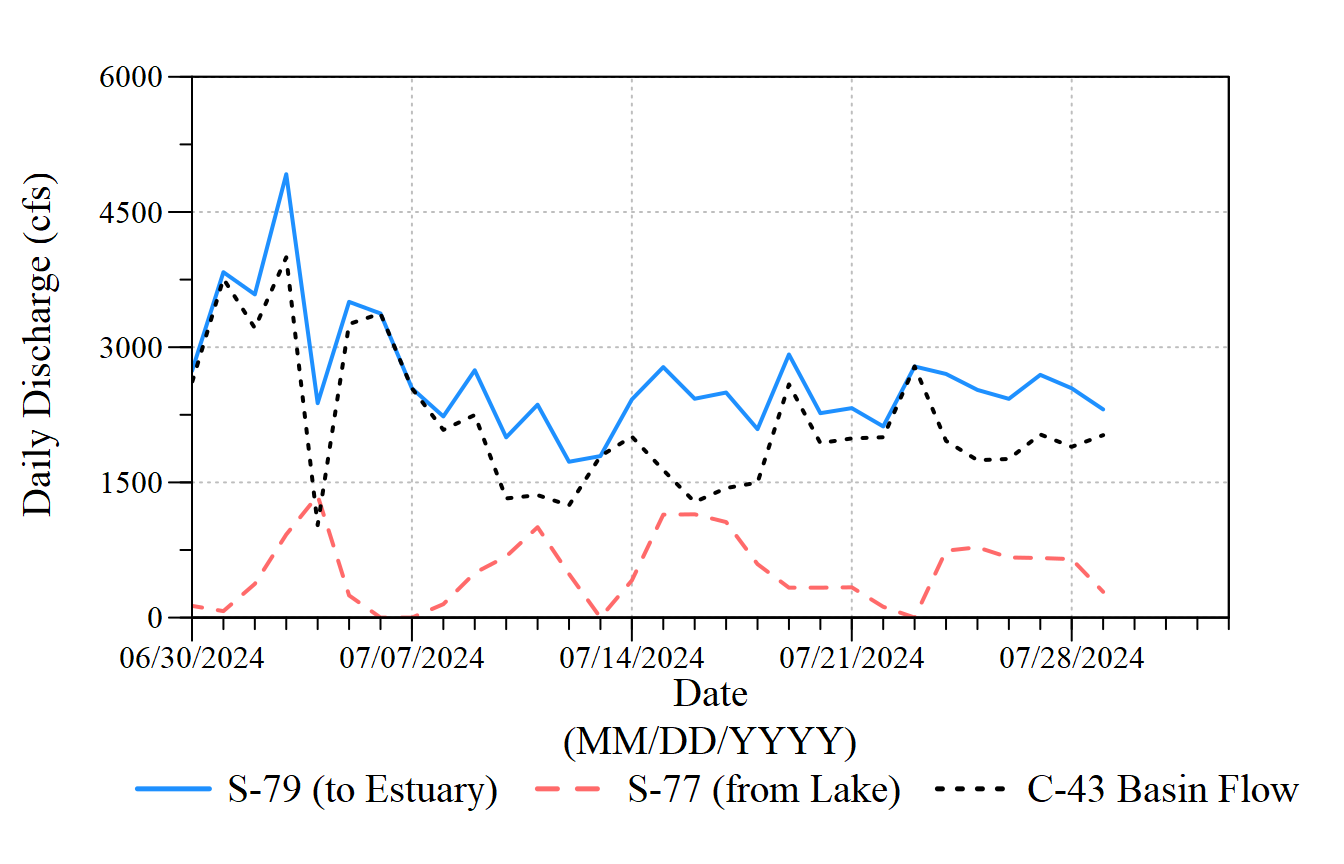 6000
4500
3000
1500
0
Daily Discharge (cfs)
06/30/2024 07/07/2024 07/14/2024 07/21/2024 07/28/2024
Date
(MM/DD/YYYY)
S-79 (to Estuary) S-77 (from Lake) C-43 Basin Flow